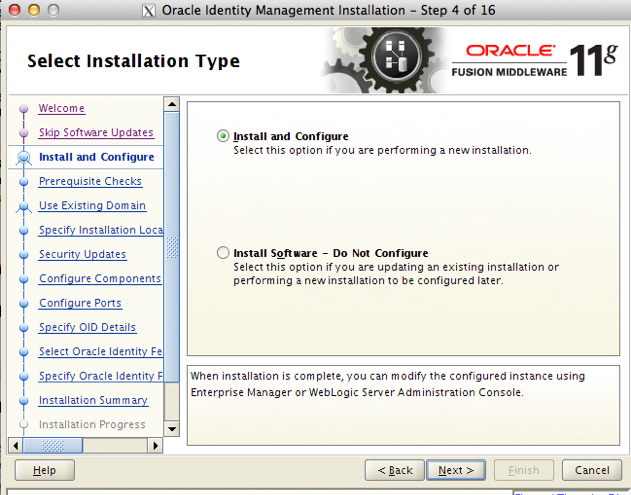 Oracle Identity Management Installation - Step 4 of 16
Select Installation Type
ORACLE
FUSION MIDDLEWARE 11g
Welcome
Skip Software Updates
Install and Configure
Prerequisite Checks
Use Existing Domain
Specify Installation Loca
Security Updates
Configure Components
Configure Ports
Specify OID Details
Select Oracle Identity Fe
Specify Oracle Identity F
Installation Summary
Installation Progress
Install and Configure
Select this option if you are performing a new installation.
Install Software - Do Not Configure
Select this option if you are updating an existing installation or
performing a new installation to be configured later.
When installation is complete, you can modify the configured instance using
Enterprise Manager or WebLogic Server Administration Console.
Help
< Back
Next >
Finish
Cancel